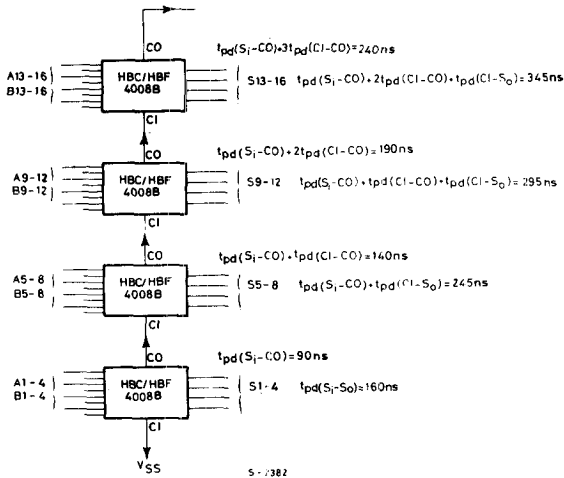 CO
tpd(Si-CO)+3tpd(CI-CO)=240ns
A13-16
B13-16
HBC/HBF
4008B
S13-16 tpd(Si-CO)+2tpd(CI-CO)+tpd(CI-So)=345ns
CI
CO
tpd(Si-CO)+2tpd(CI-CO)=190ns
A9-12
B9-12
HBC/HBF
4008B
S9-12 tpd(Si-CO)+tpd(CI-CO)+tpd(CI-So)=295ns
CI
CO
tpd(Si-CO)+tpd(CI-CO)=140ns
A5-8
B5-8
HBC/HBF
4008B
S5-8 tpd(Si-CO)+tpd(CI-So)=245ns
CI
CO
tpd(Si-CO)=90ns
A1-4
B1-4
HBC/HBF
4008B
S1-4 tpd(Si-So)=160ns
CI
VSS